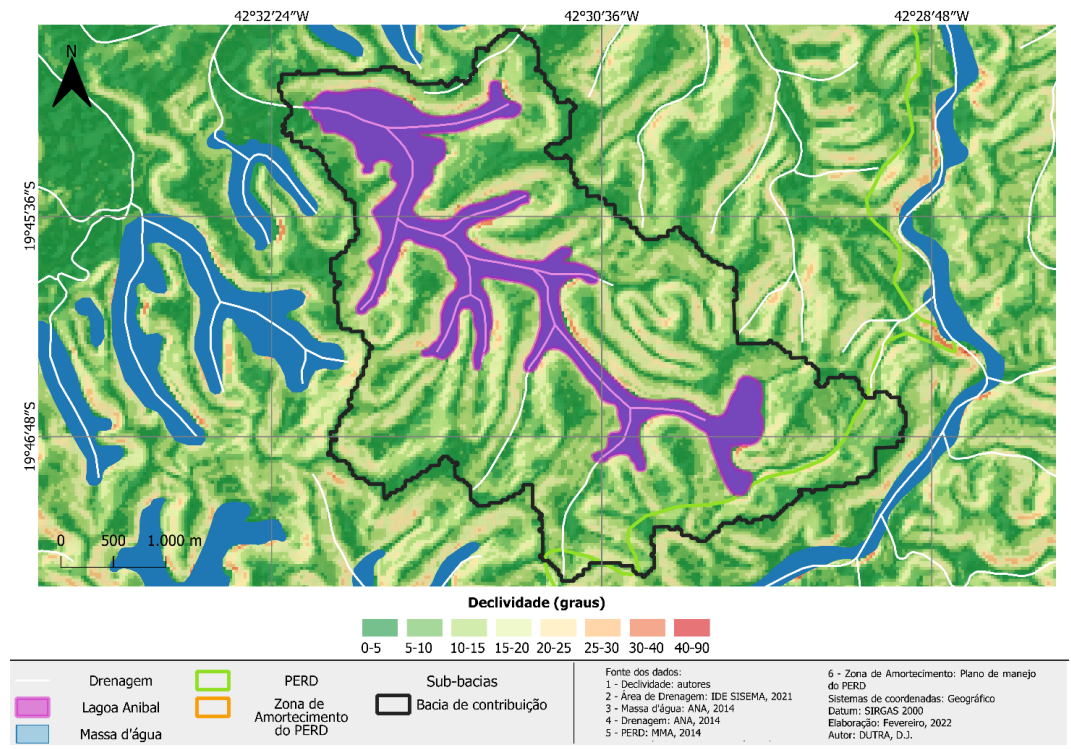 42°32'24"W 42°30'36"W 42°28'48"W
N
19°45'36"S
19°46'48"S
0 500 1.000 m
Declividade (graus)
0-5 5-10 10-15 15-20 20-25 25-30 30-40 40-90
Drenagem
Lagoa Anibal
Massa d'água
PERD
Zona de
Amortecimento
do PERD
Sub-bacias
Bacia de contribuição
Fonte dos dados:
1 - Declividade: autores
2 - Área de Drenagem: IDE SISEMA, 2021
3 - Massa d'água: ANA, 2014
4 - Drenagem: ANA, 2014
5 - PERD: MMA, 2014
6 - Zona de Amortecimento: Plano de manejo
do PERD
Sistemas de coordenadas: Geográfico
Datum: SIRGAS 2000
Elaboração: Fevereiro, 2022
Autor: DUTRA, D.J.